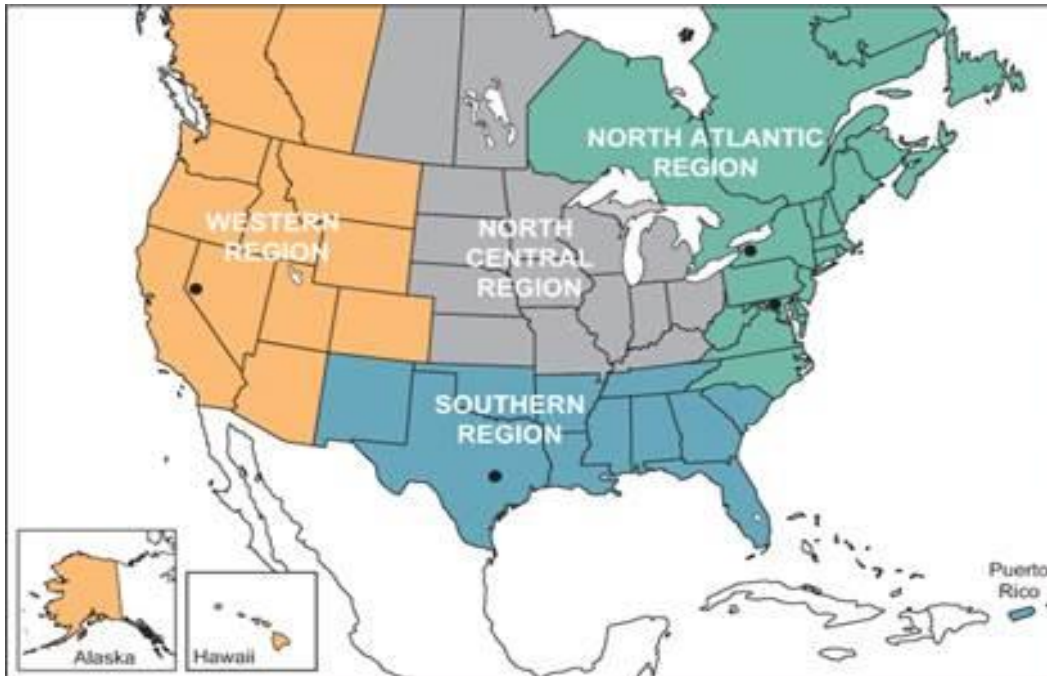 NORTH ATLANTIC
REGION
WESTERN
REGION
NORTH
CENTRAL
REGION
SOUTHERN
REGION
Puerto
Rico
Alaska
Hawaii